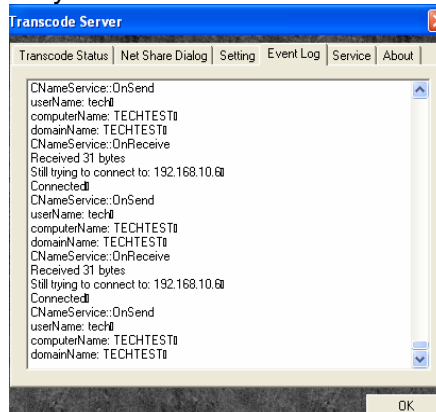 Transcode Server
Transcode Status | Net Share Dialog | Setting | Event Log | Service | About
CNameService::OnSend
userName: tech▯
computerName: TECHTEST▯
domainName: TECHTEST▯
CNameService::OnReceive
Received 31 bytes
Still trying to connect to: 192.168.10.6▯
Connected▯
CNameService::OnSend
userName: tech▯
computerName: TECHTEST▯
domainName: TECHTEST▯
CNameService::OnReceive
Received 31 bytes
Still trying to connect to: 192.168.10.6▯
Connected▯
CNameService::OnSend
userName: tech▯
computerName: TECHTEST▯
domainName: TECHTEST▯
OK